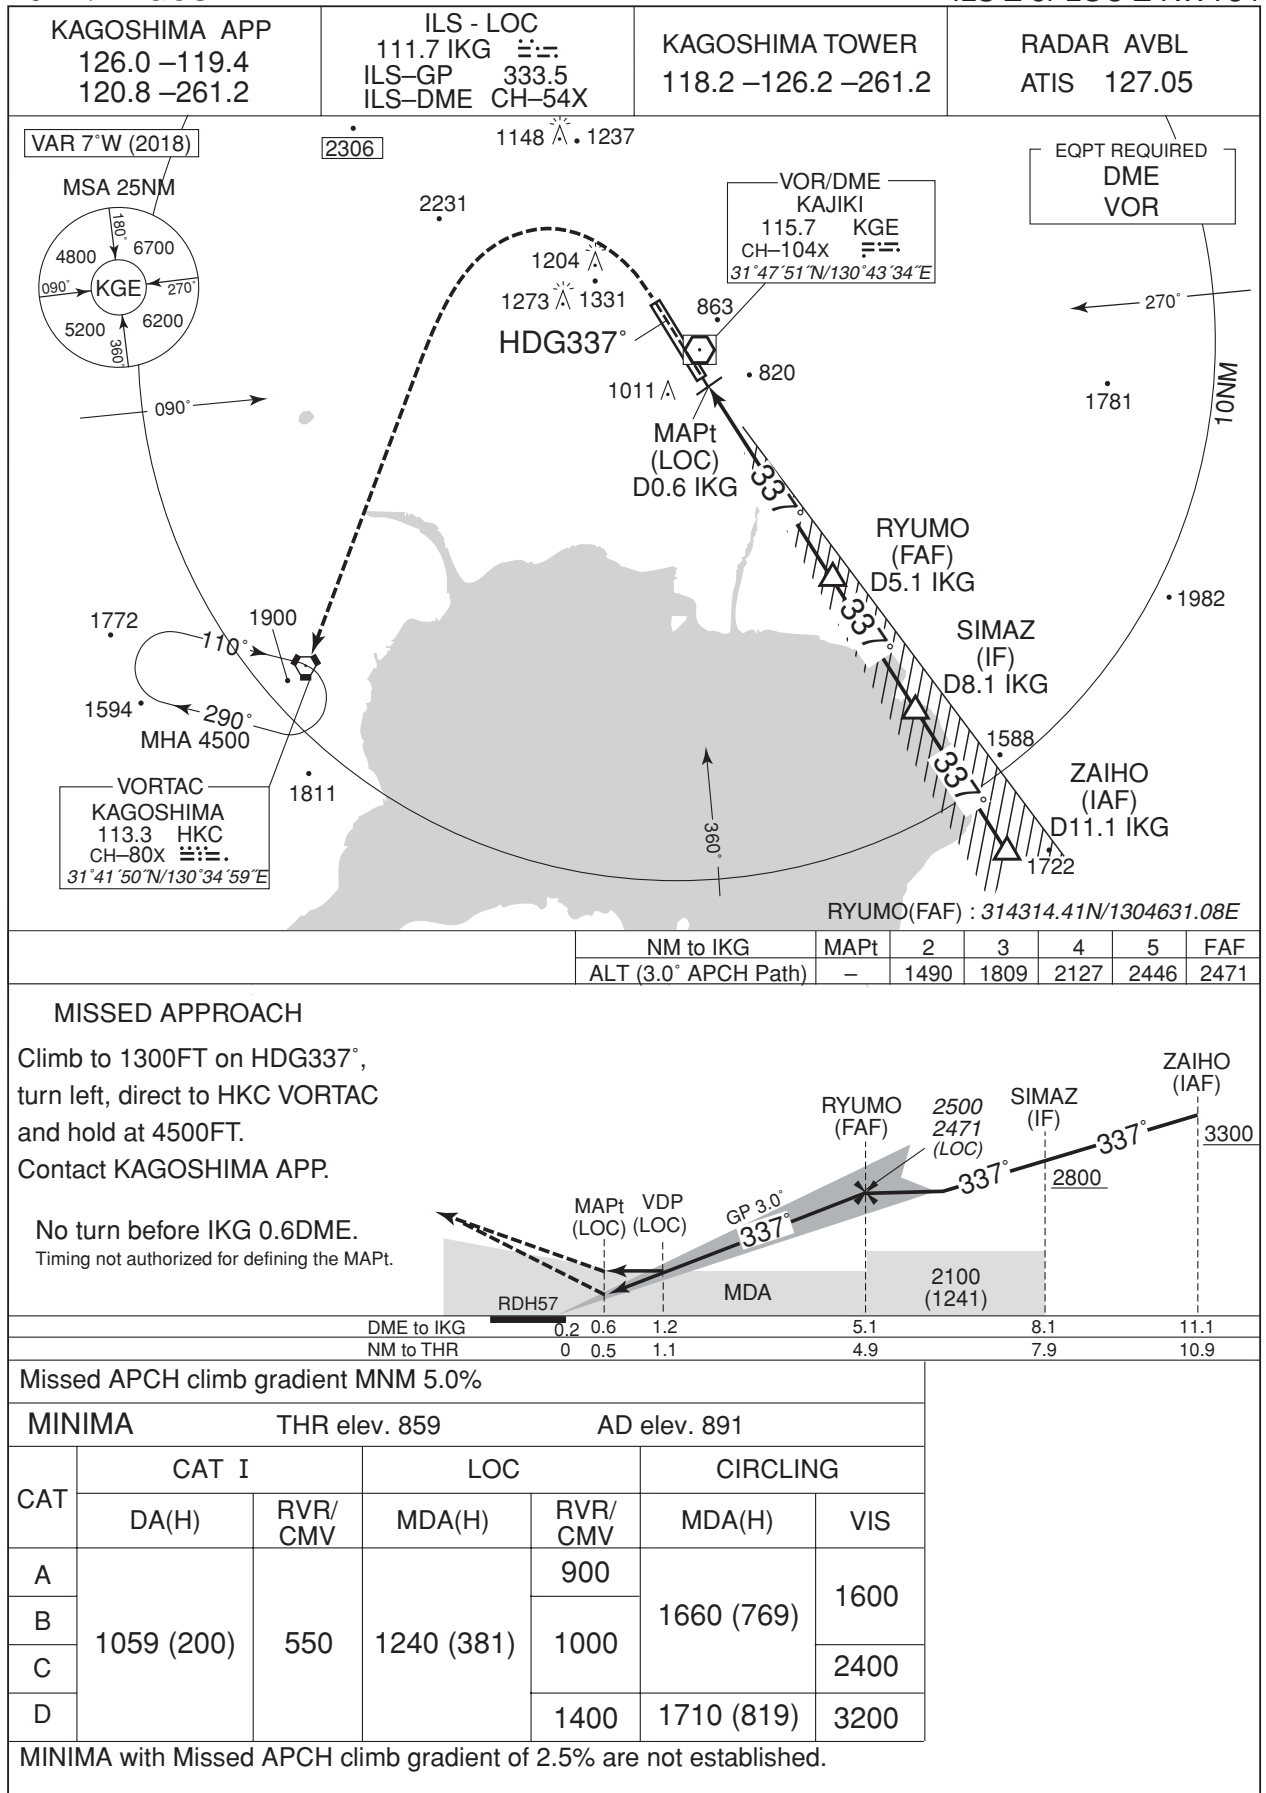 KAGOSHIMA APP
126.0 –119.4
120.8 –261.2
ILS - LOC
111.7 IKG
ILS–GP 333.5
ILS–DME CH–54X
KAGOSHIMA TOWER
118.2 –126.2 –261.2
RADAR AVBL
ATIS 127.05
VAR 7°W (2018)
2306
1148
1237
EQPT REQUIRED
DME
VOR
MSA 25NM
180°
4800
6700
090°
KGE
270°
5200
6200
360°
2231
VOR/DME
KAJIKI
115.7 KGE
CH–104X
31°47´51˝N/130°43´34˝E
1204
1273
1331
863
HDG337°
270°
1011
820
1781
10NM
090°
MAPt
(LOC)
D0.6 IKG
337°
RYUMO
(FAF)
D5.1 IKG
337°
1982
SIMAZ
(IF)
D8.1 IKG
1772
1900
110°
1594
290°
MHA 4500
1588
337°
ZAIHO
(IAF)
D11.1 IKG
1722
1811
VORTAC
KAGOSHIMA
113.3 HKC
CH–80X
31°41´50˝N/130°34´59˝E
360°
RYUMO(FAF) : 314314.41N/1304631.08E
NM to IKG MAPt 2 3 4 5 FAF
ALT (3.0° APCH Path) – 1490 1809 2127 2446 2471
MISSED APPROACH
Climb to 1300FT on HDG337°,
turn left, direct to HKC VORTAC
and hold at 4500FT.
Contact KAGOSHIMA APP.
No turn before IKG 0.6DME.
Timing not authorized for defining the MAPt.
ZAIHO
(IAF)
3300
SIMAZ
(IF)
2800
RYUMO
(FAF)
2500
2471
(LOC)
337°
337°
MAPt
(LOC)
VDP
(LOC)
GP 3.0°
337°
MDA
2100
(1241)
RDH57
DME to IKG 0.2 0.6 1.2 5.1 8.1 11.1
NM to THR 0 0.5 1.1 4.9 7.9 10.9
Missed APCH climb gradient MNM 5.0%
MINIMA THR elev. 859 AD elev. 891
CAT CAT I LOC CIRCLING
DA(H) RVR/CMV MDA(H) RVR/CMV MDA(H) VIS
A
B
C
D
1059 (200)
550
1240 (381)
900
1000
1400
1660 (769)
1710 (819)
1600
2400
3200
MINIMA with Missed APCH climb gradient of 2.5% are not established.